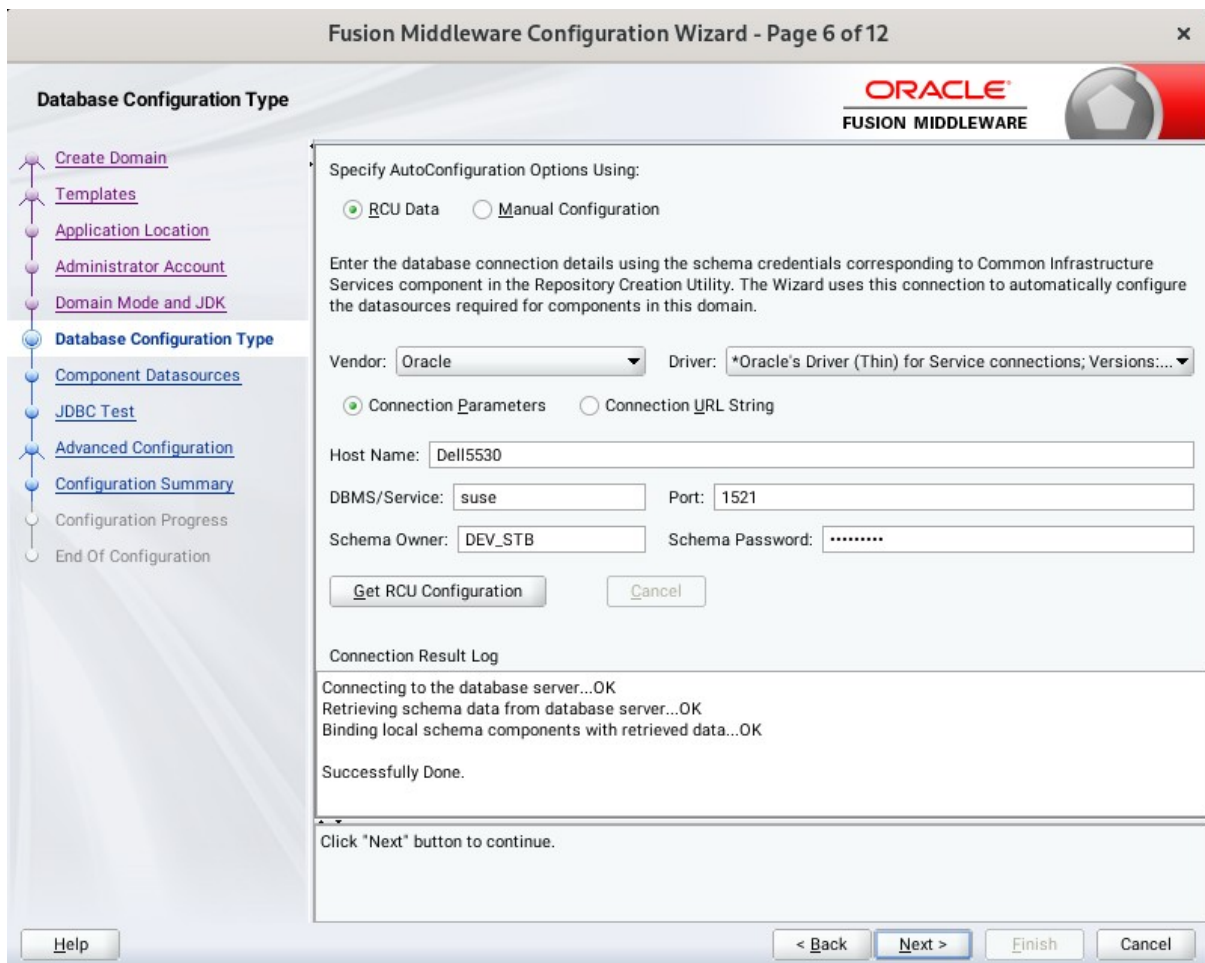 Fusion Middleware Configuration Wizard - Page 6 of 12
×
Database Configuration Type
ORACLE
FUSION MIDDLEWARE
Create Domain
Templates
Application Location
Administrator Account
Domain Mode and JDK
Database Configuration Type
Component Datasources
JDBC Test
Advanced Configuration
Configuration Summary
Configuration Progress
End Of Configuration
Specify AutoConfiguration Options Using:
RCU Data Manual Configuration
Enter the database connection details using the schema credentials corresponding to Common Infrastructure
Services component in the Repository Creation Utility. The Wizard uses this connection to automatically configure
the datasources required for components in this domain.
Vendor: Oracle Driver: *Oracle's Driver (Thin) for Service connections; Versions:...
Connection Parameters Connection URL String
Host Name: Dell5530
DBMS/Service: suse Port: 1521
Schema Owner: DEV_STB Schema Password: •••••••••
Get RCU Configuration Cancel
Connection Result Log
Connecting to the database server...OK
Retrieving schema data from database server...OK
Binding local schema components with retrieved data...OK
Successfully Done.
Click "Next" button to continue.
Help < Back Next > Finish Cancel